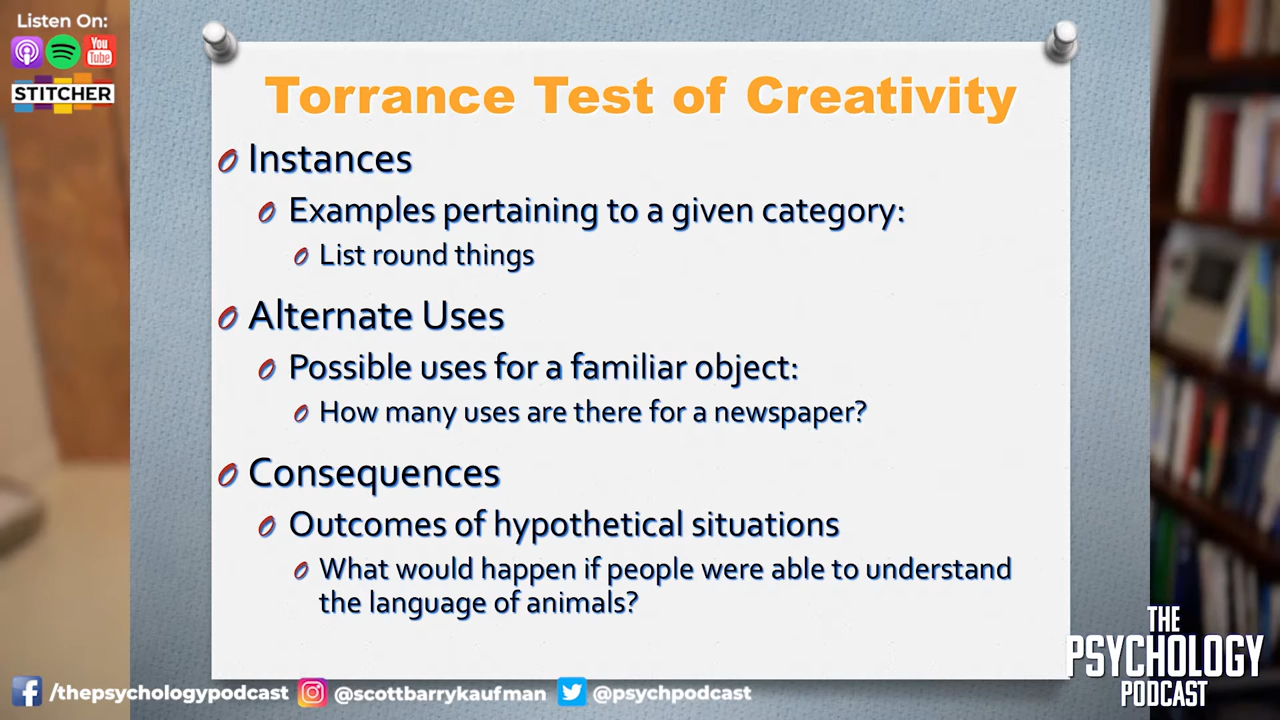 Listen On:
You
Tube
STITCHER
Torrance Test of Creativity
Instances
Examples pertaining to a given category:
List round things
Alternate Uses
Possible uses for a familiar object:
How many uses are there for a newspaper?
Consequences
Outcomes of hypothetical situations
What would happen if people were able to understand
the language of animals?
THE
PSYCHOLOGY
PODCAST
/thepsychologypodcast @scottbarrykaufman @psychpodcast